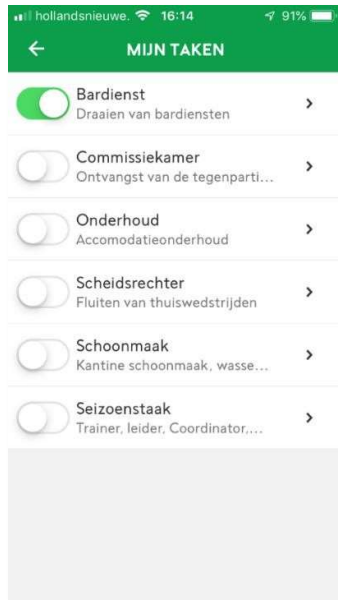 hollandsnieuwe. 16:14 91%
MIJN TAKEN
Bardienst
Draaien van bardiensten
Commissiekamer
Ontvangst van de tegenparti...
Onderhoud
Accomodatieonderhoud
Scheidsrechter
Fluiten van thuiswedstrijden
Schoonmaak
Kantine schoonmaak, wasse...
Seizoenstaak
Trainer, leider, Coordinator,...